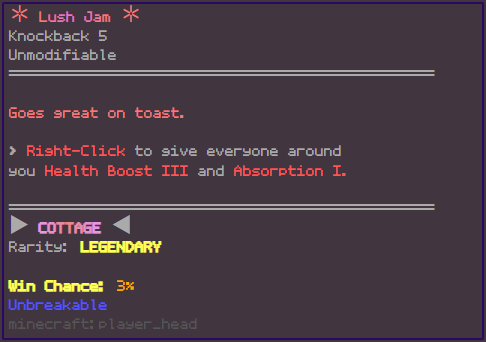 * Lush Jam *
Knockback 5
Unmodifiable
Goes great on toast.
> Right-Click to give everyone around
you Health Boost III and Absorption I.
▶ COTTAGE ◀
Rarity: LEGENDARY
Win Chance: 3%
Unbreakable
minecraft:player_head